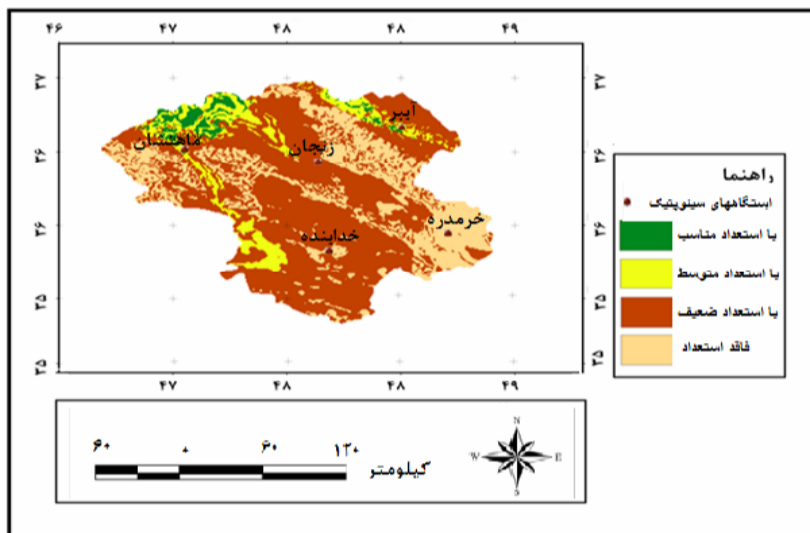 ۴۶ ۴۷ ۴۸ ۴۸ ۴۹
۳۷ ۳۷
۳۶ ۳۶
۳۶ ۳۶
۳۵ ۳۵
۳۵ ۳۵
۴۷ ۴۸ ۴۸ ۴۹
آببر
ماهنشان
زنجان
خرمدره
خدابنده
راهنما
ایستگاههای سینوپتیک
با استعداد مناسب
با استعداد متوسط
با استعداد ضعیف
فاقد استعداد
۶۰ ۰ ۶۰ ۱۲۰
کیلومتر
N
W E
S